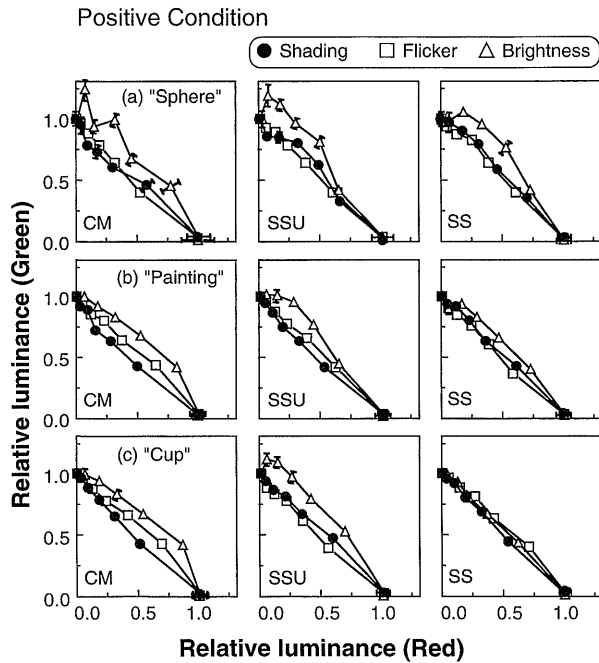 Positive Condition
Shading Flicker Brightness
(a) "Sphere"
1.0
0.5
0.0
CM
SSU
SS
(b) "Painting"
1.0
0.5
0.0
CM
SSU
SS
(c) "Cup"
1.0
0.5
0.0
CM
SSU
SS
0.0 0.5 1.0
0.0 0.5 1.0
0.0 0.5 1.0
Relative luminance (Green)
Relative luminance (Red)